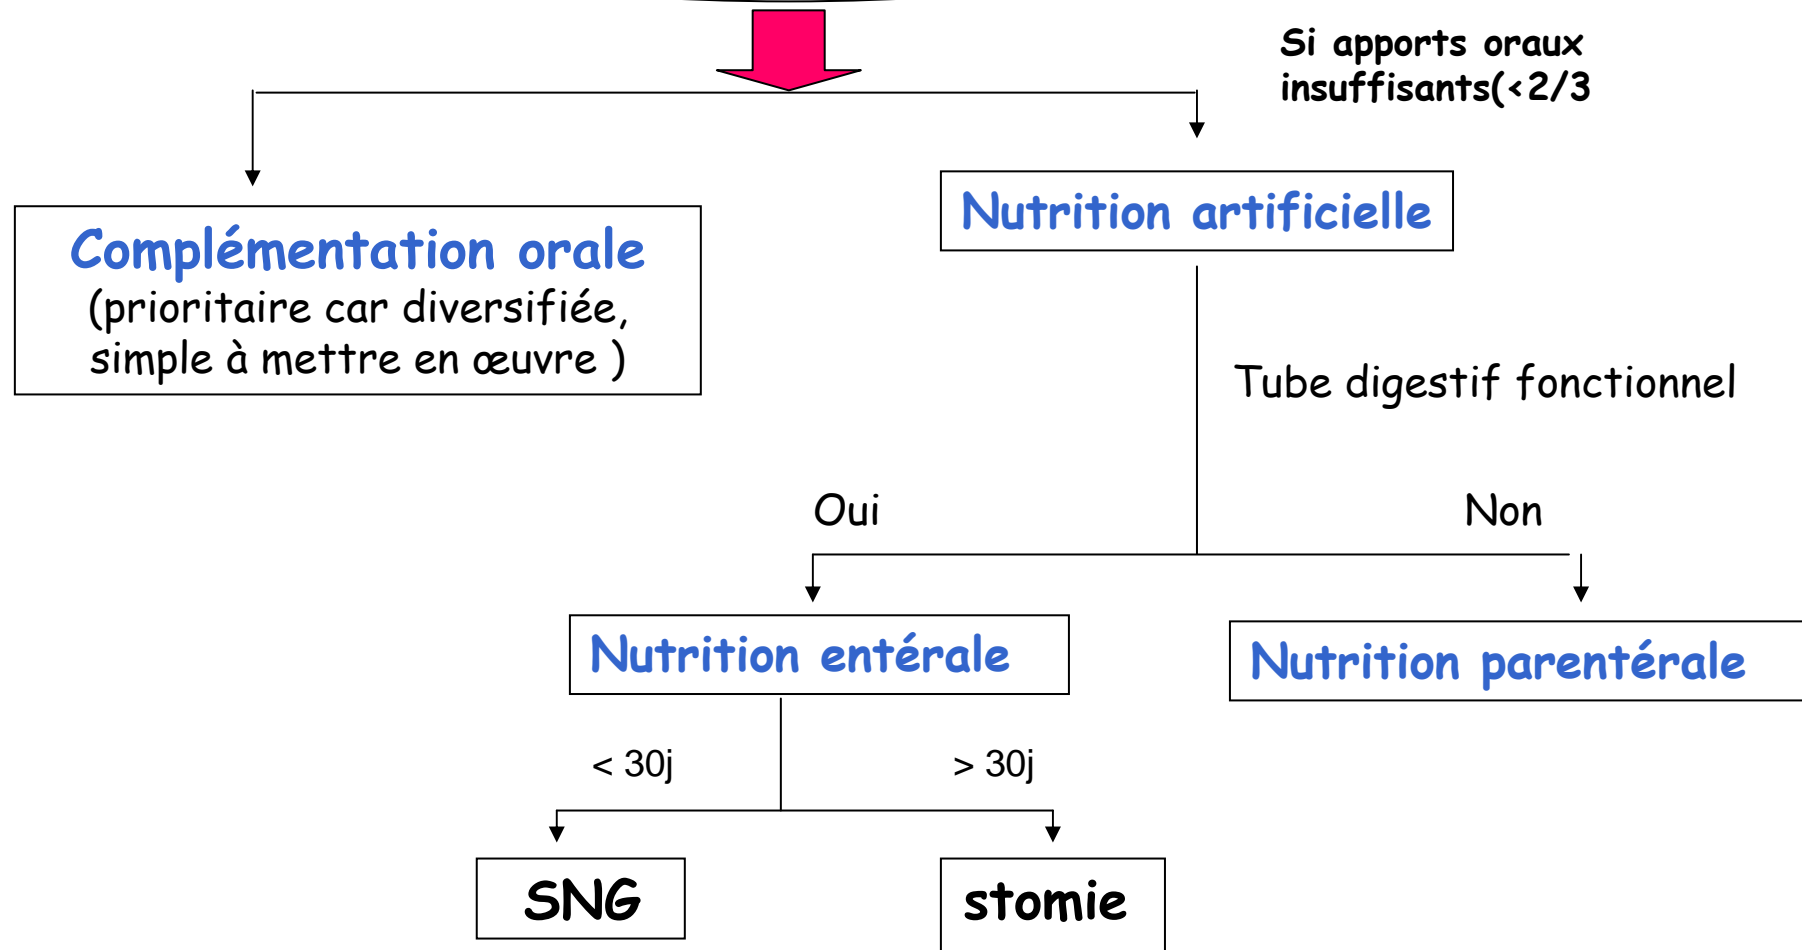 Si apports oraux
insuffisants(<2/3
Nutrition artificielle
Complémentation orale
(prioritaire car diversifiée,
simple à mettre en œuvre )
Tube digestif fonctionnel
Oui
Non
Nutrition entérale
Nutrition parentérale
< 30j
> 30j
SNG
stomie